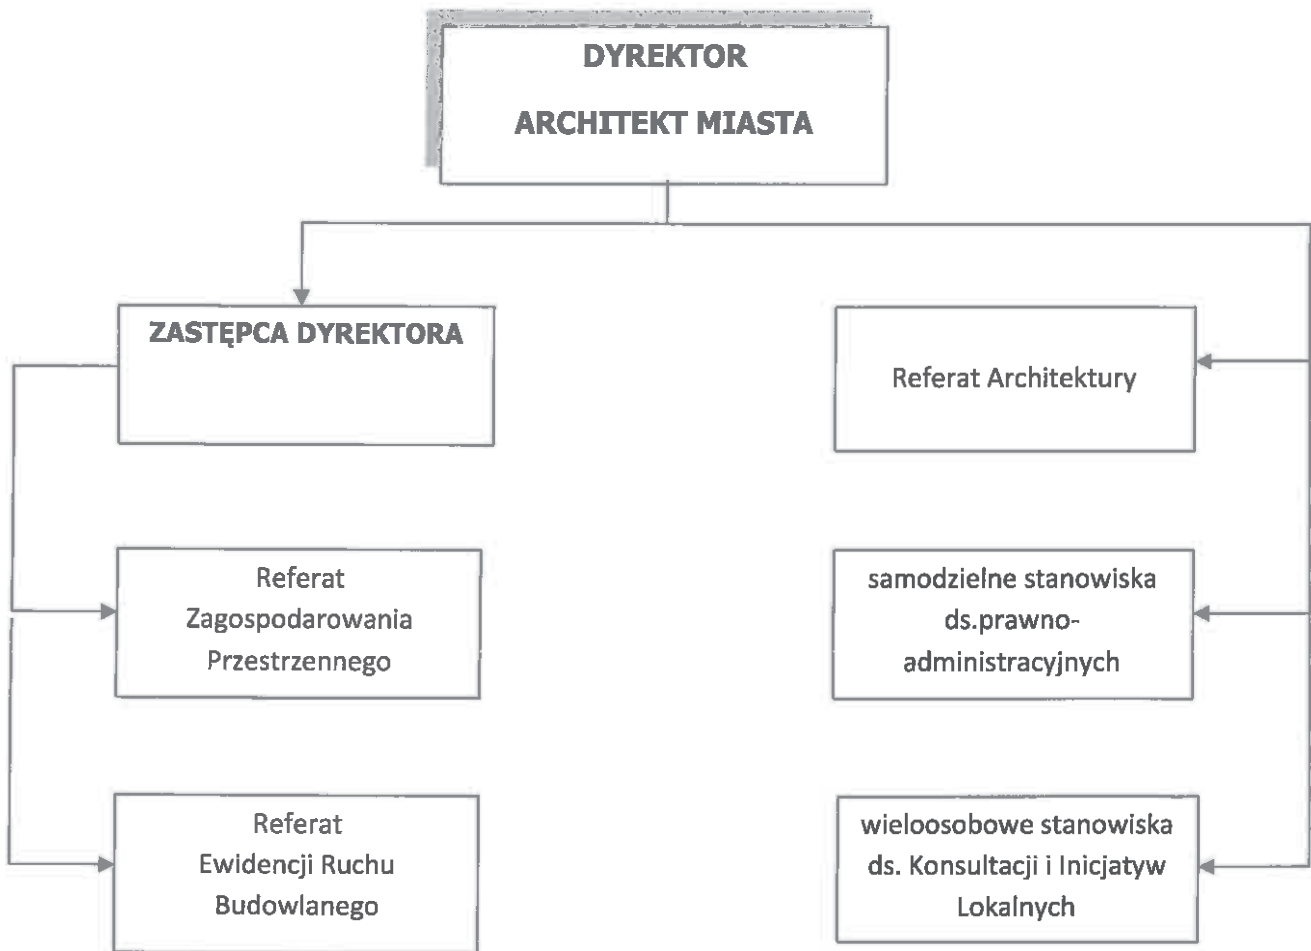 DYREKTOR
ARCHITEKT MIASTA
ZASTĘPCA DYREKTORA
Referat Architektury
Referat
Zagospodarowania
Przestrzennego
samodzielne stanowiska
ds.prawno-
administracyjnych
Referat
Ewidencji Ruchu
Budowlanego
wieloosobowe stanowiska
ds. Konsultacji i Inicjatyw
Lokalnych